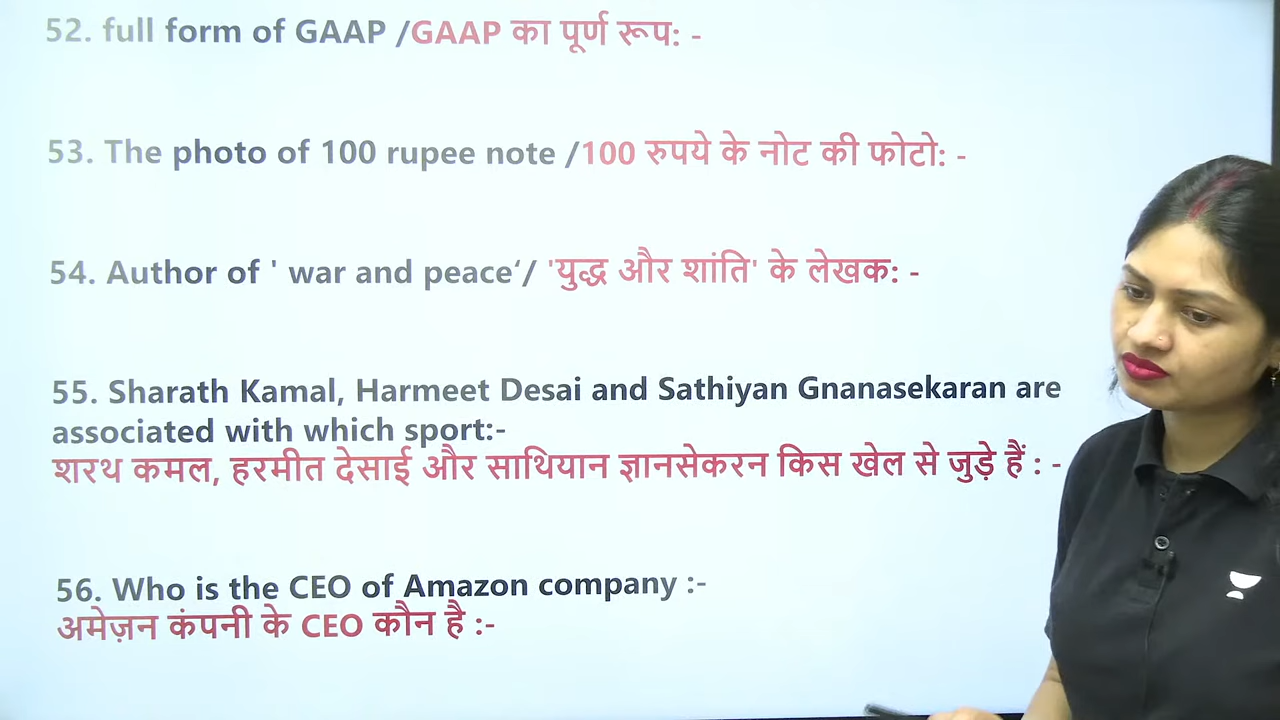 52. full form of GAAP /GAAP का पूर्ण रूप: -
53. The photo of 100 rupee note /100 रुपये के नोट की फोटो: -
54. Author of ' war and peace‘/ 'युद्ध और शांति' के लेखक: -
55. Sharath Kamal, Harmeet Desai and Sathiyan Gnanasekaran are
associated with which sport:-
शरथ कमल, हरमीत देसाई और साथियान ज्ञानसेकरन किस खेल से जुड़े हैं : -
56. Who is the CEO of Amazon company :-
अमेज़न कंपनी के CEO कौन है :-